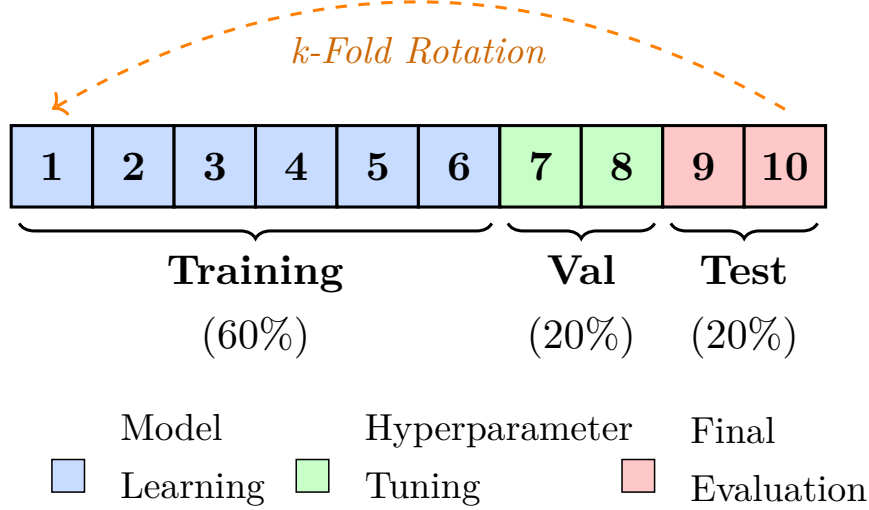 k-Fold Rotation
1 2 3 4 5 6 7 8 9 10
Training Val Test
(60%) (20%) (20%)
Model Hyperparameter Final
Learning Tuning Evaluation